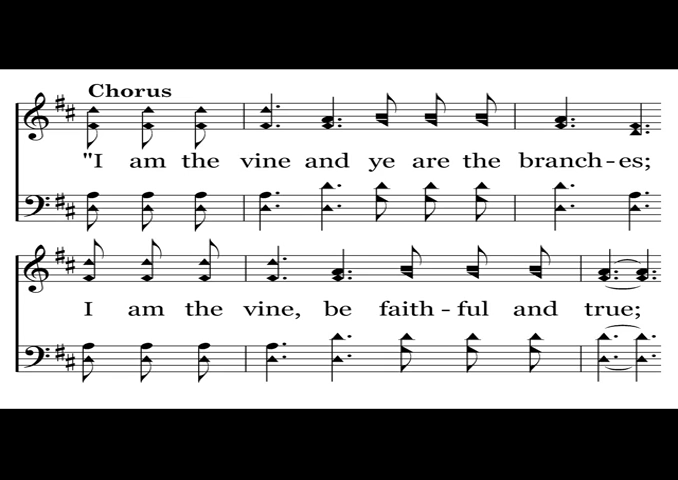 Chorus
"I am the vine and ye are the branch-es;
I am the vine, be faith-ful and true;